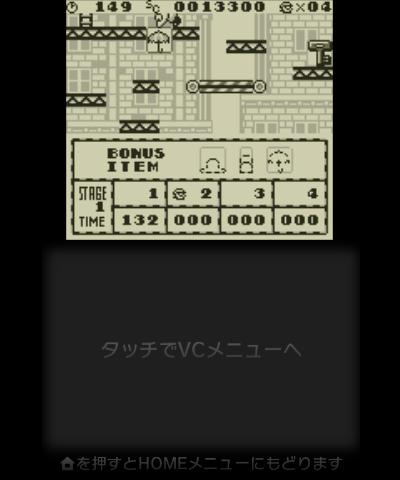 149 SC 0013300 ×04
BONUS
ITEM
STAGE 1 1 2 3 4
TIME 132 000 000 000
タッチでVCメニューへ
を押すとHOMEメニューにもどります